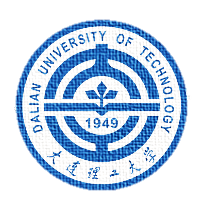 DALIAN UNIVERSITY OF TECHNOLOGY
1949
大连理工大学